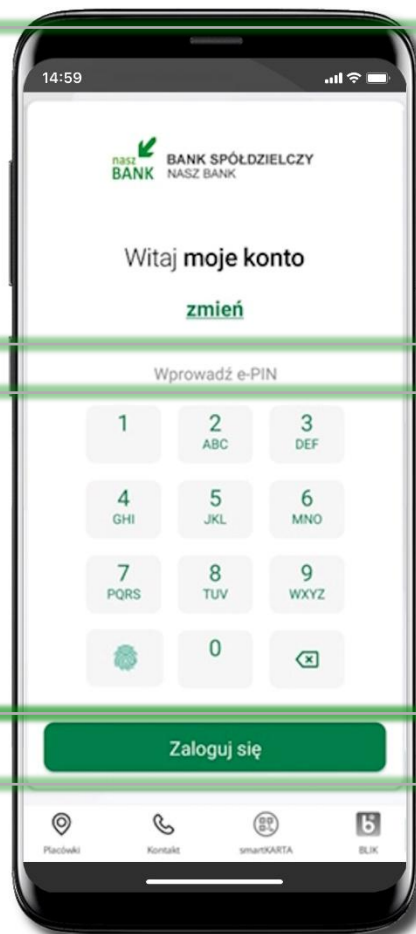 14:59
nasz
BANK
BANK SPÓŁDZIELCZY
NASZ BANK
Witaj moje konto
zmień
Wprowadź e-PIN
1 2 3
ABC DEF
4 5 6
GHI JKL MNO
7 8 9
PQRS TUV WXYZ
0
Zaloguj się
Placówki Kontakt smartKARTA BLIK